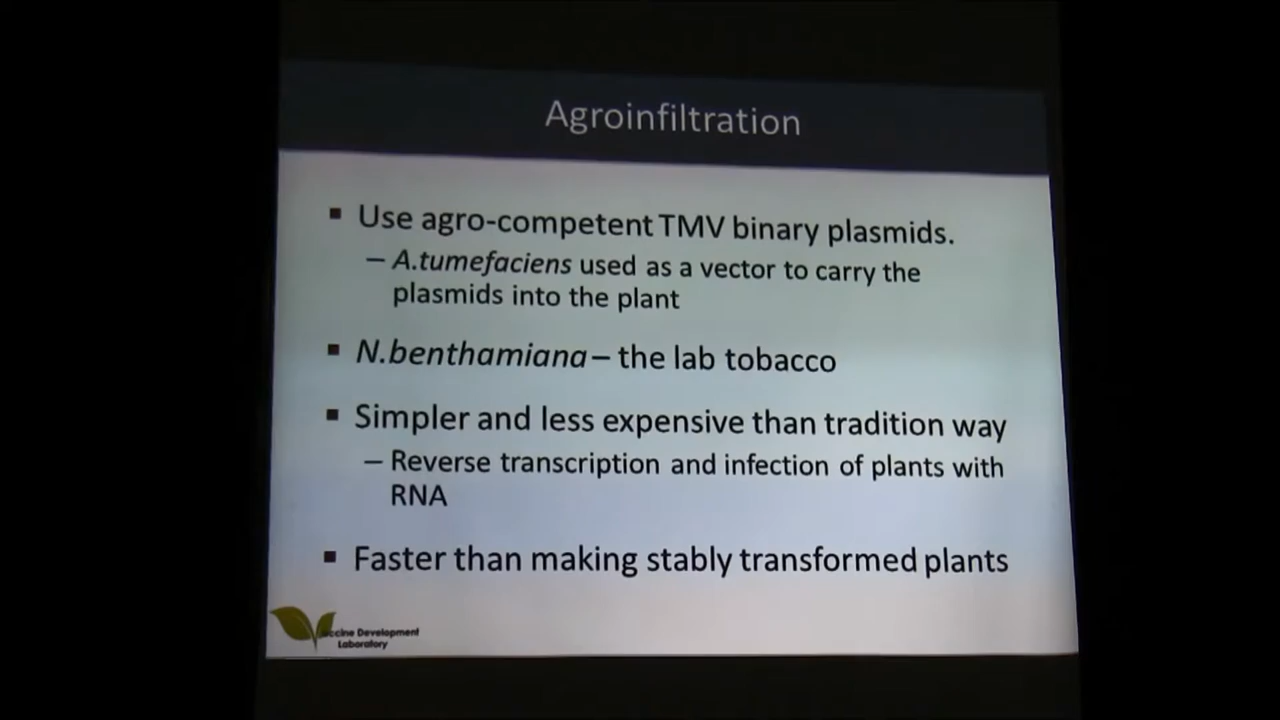 Agroinfiltration
▪ Use agro-competent TMV binary plasmids.
– A.tumefaciens used as a vector to carry the
plasmids into the plant
▪ N.benthamiana – the lab tobacco
▪ Simpler and less expensive than tradition way
– Reverse transcription and infection of plants with
RNA
▪ Faster than making stably transformed plants
Vaccine Development
Laboratory